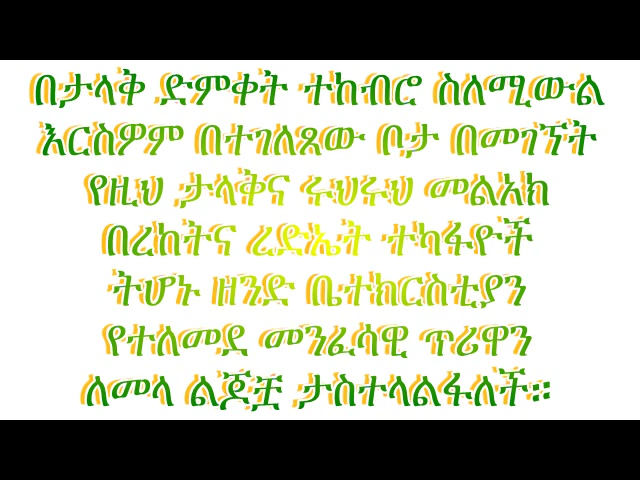 በታላቅ ድምቀት ተከብሮ ስለሚውል
እርስዎም በተገለጸው ቦታ በመገኘት
የዚህ ታላቅና ሩህሩህ መልአክ
በረከትና ረድኤት ተካፋዮች
ትሆኑ ዘንድ ቤተክርስቲያን
የተለመደ መንፈሳዊ ጥሪዋን
ለመላ ልጆቿ ታስተላልፋለች።